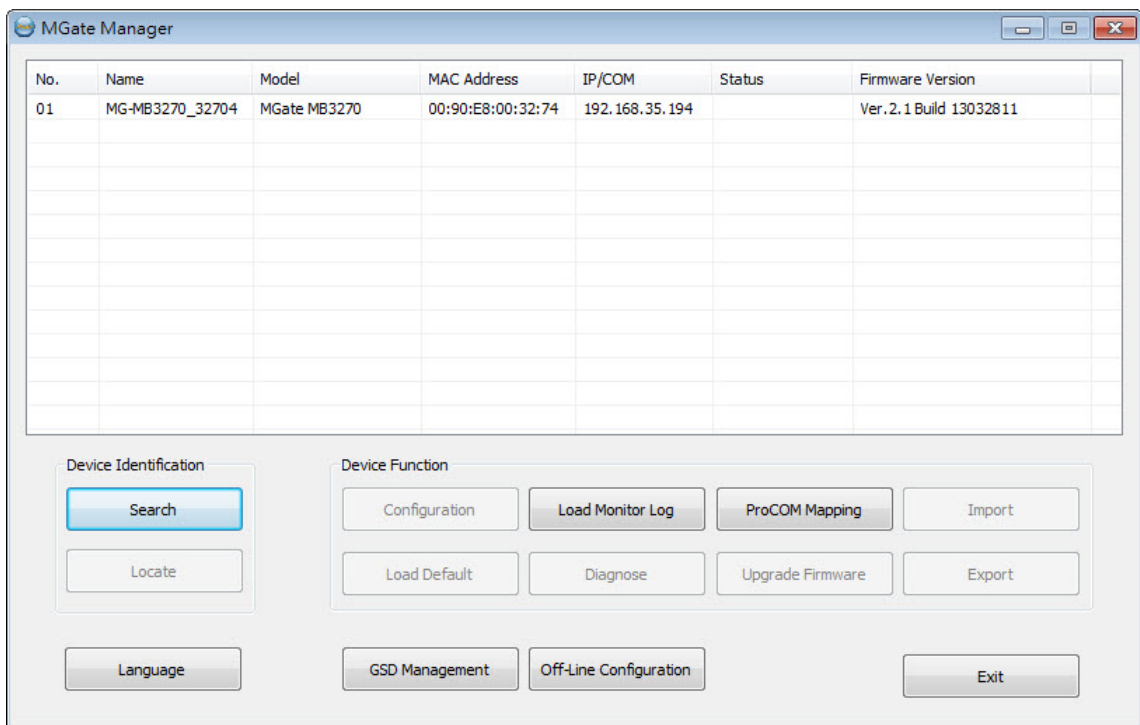 MGate Manager
No. Name Model MAC Address IP/COM Status Firmware Version
01 MG-MB3270_32704 MGate MB3270 00:90:E8:00:32:74 192.168.35.194 Ver.2.1 Build 13032811
Device Identification Device Function
Search Configuration Load Monitor Log ProCOM Mapping Import
Locate Load Default Diagnose Upgrade Firmware Export
Language GSD Management Off-Line Configuration Exit